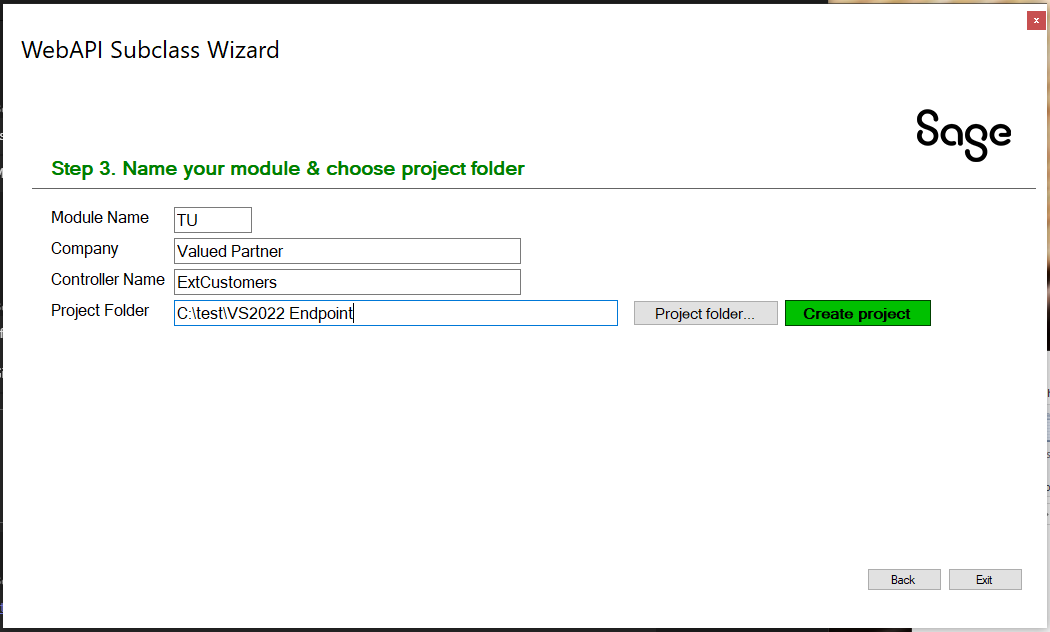 x
WebAPI Subclass Wizard
Sage
Step 3. Name your module & choose project folder
Module Name TU
Company Valued Partner
Controller Name ExtCustomers
Project Folder C:\test\VS2022 Endpoint Project folder... Create project
Back Exit